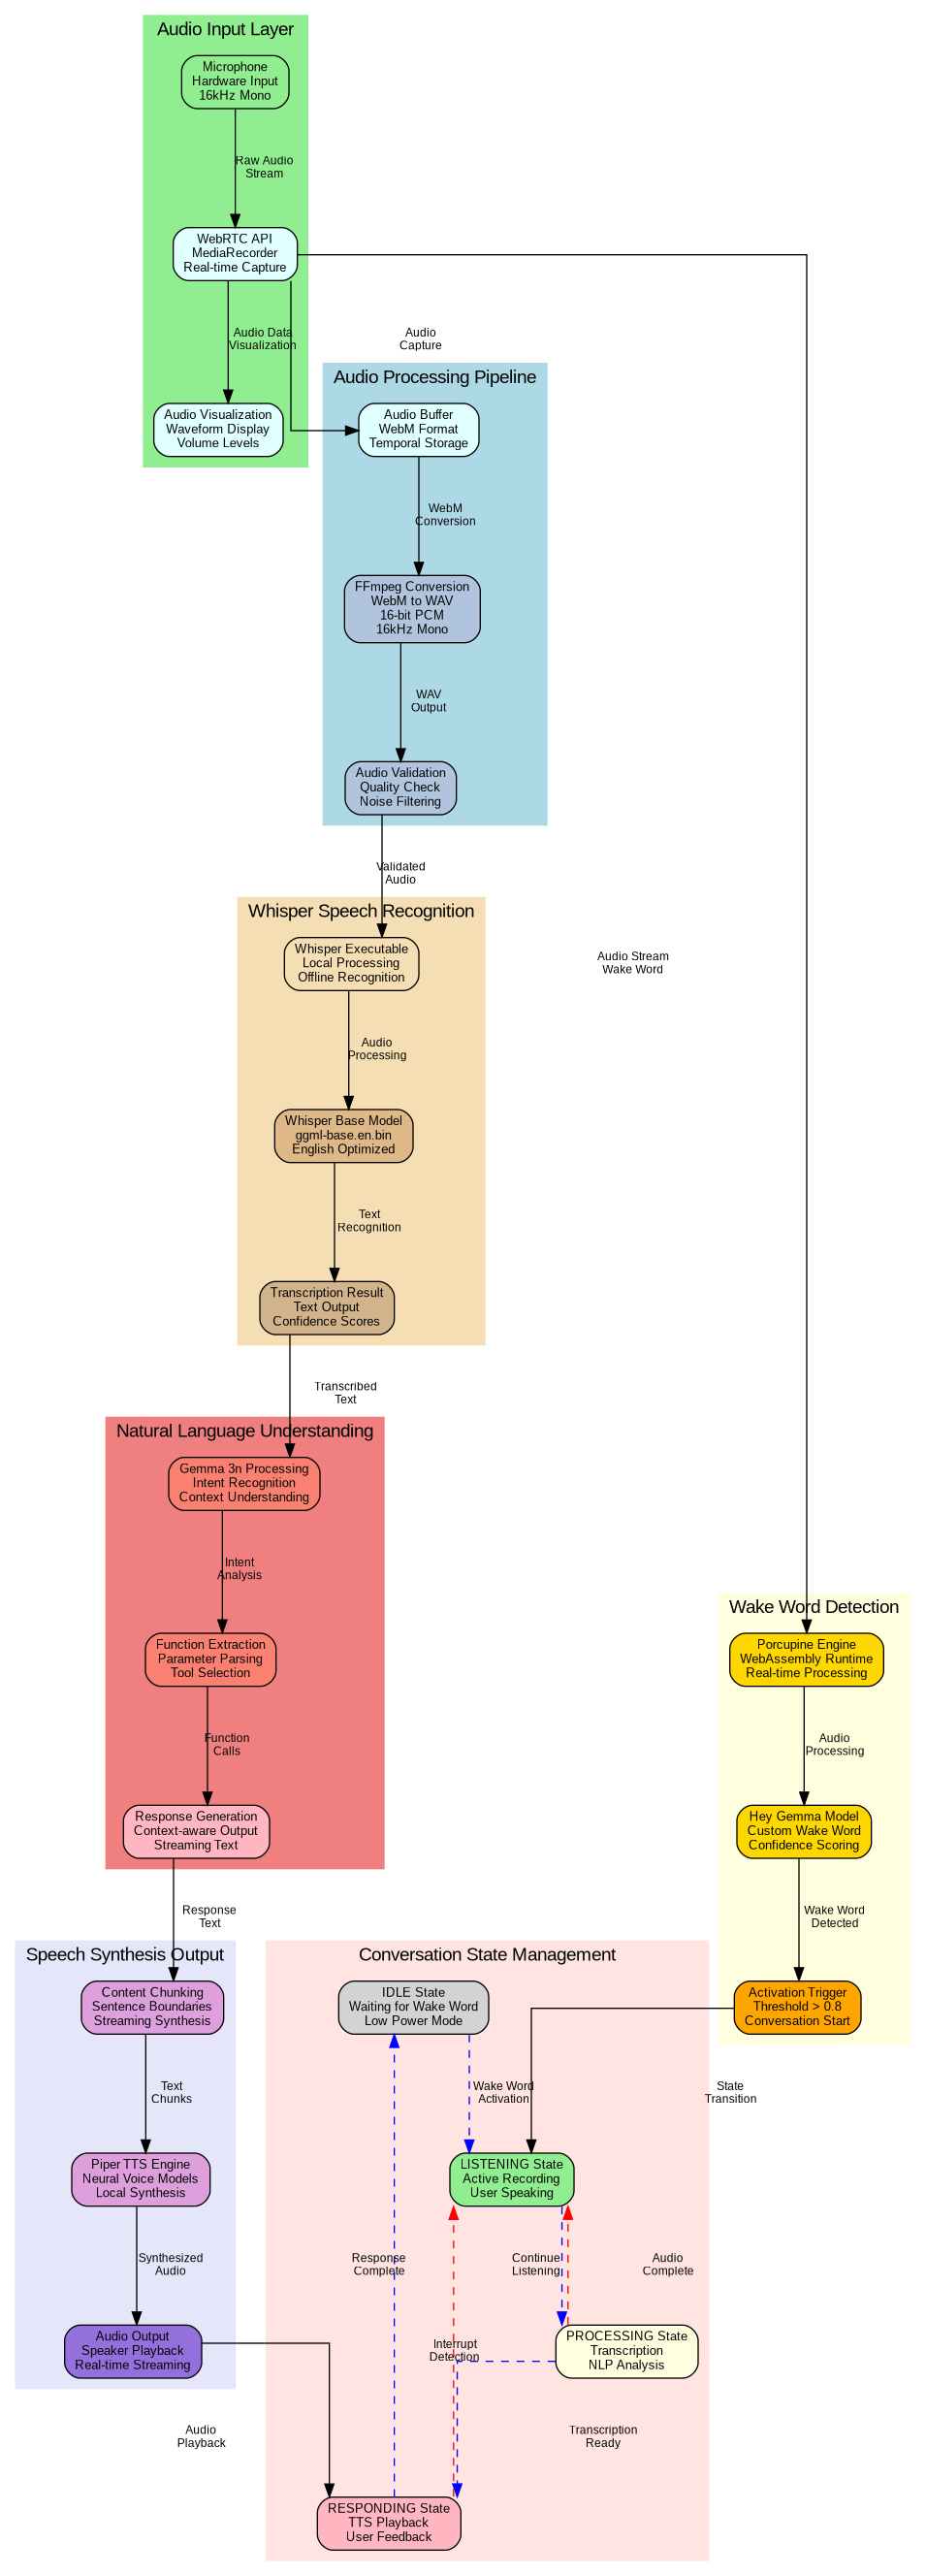 Audio Input Layer
Microphone
Hardware Input
16kHz Mono
Raw Audio
Stream
WebRTC API
MediaRecorder
Real-time Capture
Audio Data
Visualization
Audio
Capture
Audio Visualization
Waveform Display
Volume Levels
Audio Processing Pipeline
Audio Buffer
WebM Format
Temporal Storage
WebM
Conversion
FFmpeg Conversion
WebM to WAV
16-bit PCM
16kHz Mono
WAV
Output
Audio Validation
Quality Check
Noise Filtering
Validated
Audio
Whisper Speech Recognition
Whisper Executable
Local Processing
Offline Recognition
Audio Stream
Wake Word
Audio
Processing
Whisper Base Model
ggml-base.en.bin
English Optimized
Text
Recognition
Transcription Result
Text Output
Confidence Scores
Transcribed
Text
Natural Language Understanding
Gemma 3n Processing
Intent Recognition
Context Understanding
Intent
Analysis
Function Extraction
Parameter Parsing
Tool Selection
Function
Calls
Response Generation
Context-aware Output
Streaming Text
Response
Text
Wake Word Detection
Porcupine Engine
WebAssembly Runtime
Real-time Processing
Audio
Processing
Hey Gemma Model
Custom Wake Word
Confidence Scoring
Wake Word
Detected
Activation Trigger
Threshold > 0.8
Conversation Start
State
Transition
Speech Synthesis Output
Content Chunking
Sentence Boundaries
Streaming Synthesis
Text
Chunks
Piper TTS Engine
Neural Voice Models
Local Synthesis
Synthesized
Audio
Audio Output
Speaker Playback
Real-time Streaming
Audio
Playback
Conversation State Management
IDLE State
Waiting for Wake Word
Low Power Mode
Wake Word
Activation
LISTENING State
Active Recording
User Speaking
Response
Complete
Continue
Listening
Audio
Complete
PROCESSING State
Transcription
NLP Analysis
Interrupt
Detection
Transcription
Ready
RESPONDING State
TTS Playback
User Feedback